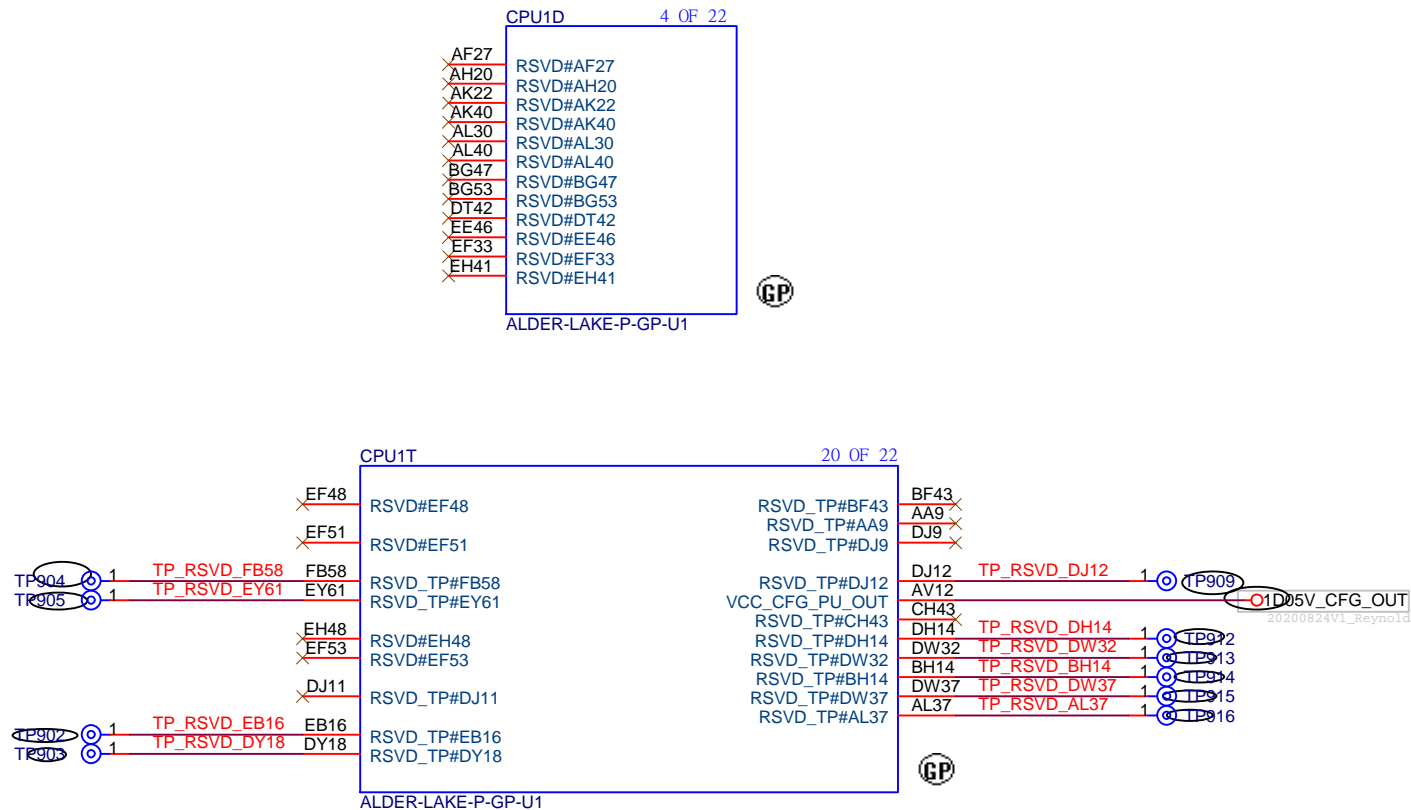 CPU1D 4 OF 22
AF27 RSVD#AF27
AH20 RSVD#AH20
AK22 RSVD#AK22
AK40 RSVD#AK40
AL30 RSVD#AL30
AL40 RSVD#AL40
BG47 RSVD#BG47
BG53 RSVD#BG53
DT42 RSVD#DT42
EE46 RSVD#EE46
EF33 RSVD#EF33
EH41 RSVD#EH41
GP
ALDER-LAKE-P-GP-U1
CPU1T 20 OF 22
EF48 RSVD#EF48 RSVD_TP#BF43 BF43
RSVD_TP#AA9 AA9
EF51 RSVD#EF51 RSVD_TP#DJ9 DJ9
TP904 1 TP_RSVD_FB58 FB58 RSVD_TP#FB58 RSVD_TP#DJ12 DJ12 TP_RSVD_DJ12 1 TP909
TP905 1 TP_RSVD_EY61 EY61 RSVD_TP#EY61 VCC_CFG_PU_OUT AV12 1D05V_CFG_OUT
RSVD_TP#CH43 CH43 20200824V1_Reynold
EH48 RSVD#EH48 RSVD_TP#DH14 DH14 TP_RSVD_DH14 1 TP912
EF53 RSVD#EF53 RSVD_TP#DW32 DW32 TP_RSVD_DW32 1 TP913
RSVD_TP#BH14 BH14 TP_RSVD_BH14 1 TP914
DJ11 RSVD_TP#DJ11 RSVD_TP#DW37 DW37 TP_RSVD_DW37 1 TP915
RSVD_TP#AL37 AL37 TP_RSVD_AL37 1 TP916
TP902 1 TP_RSVD_EB16 EB16 RSVD_TP#EB16
TP903 1 TP_RSVD_DY18 DY18 RSVD_TP#DY18
GP
ALDER-LAKE-P-GP-U1